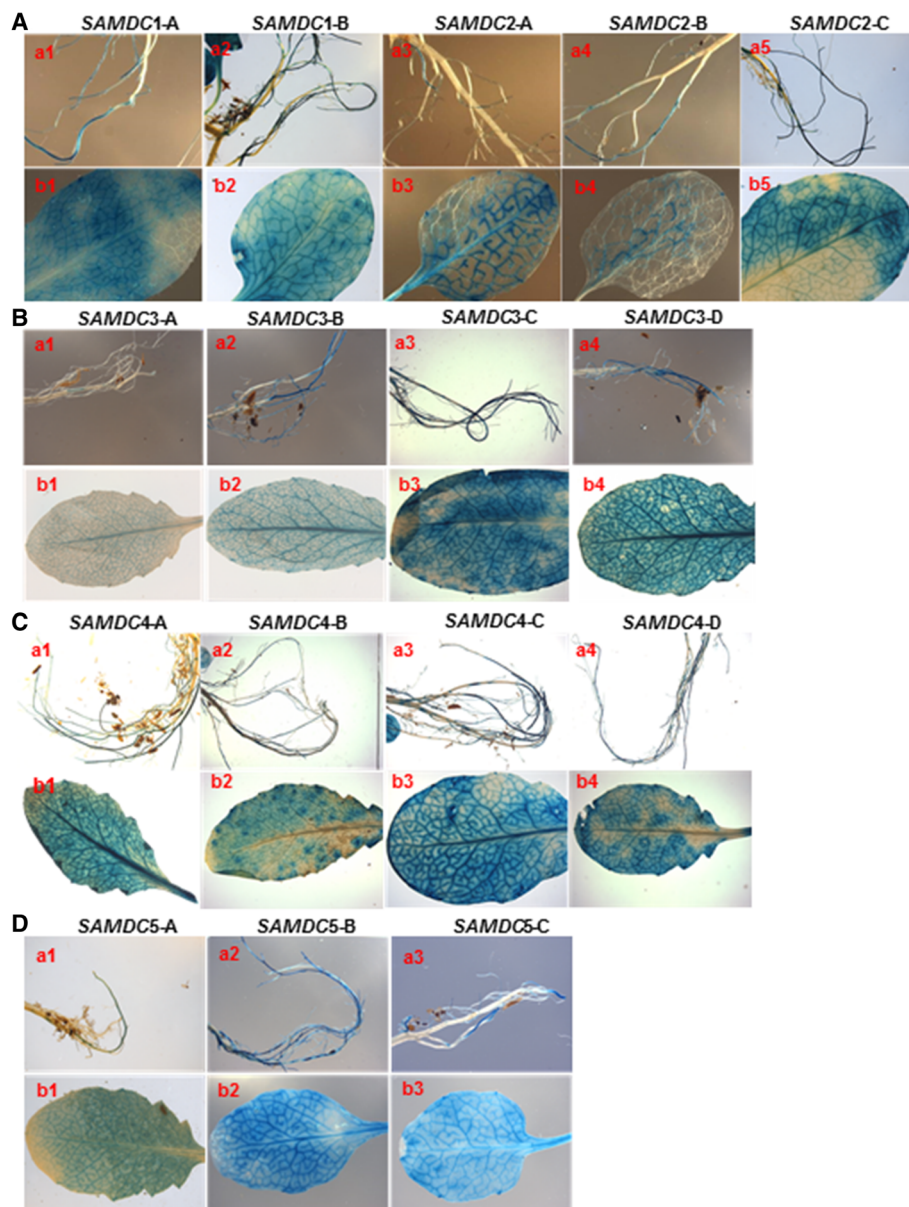 A
SAMDC1-A SAMDC1-B SAMDC2-A SAMDC2-B SAMDC2-C
a1 a2 a3 a4 a5
b1 b2 b3 b4 b5
B
SAMDC3-A SAMDC3-B SAMDC3-C SAMDC3-D
a1 a2 a3 a4
b1 b2 b3 b4
C
SAMDC4-A SAMDC4-B SAMDC4-C SAMDC4-D
a1 a2 a3 a4
b1 b2 b3 b4
D
SAMDC5-A SAMDC5-B SAMDC5-C
a1 a2 a3
b1 b2 b3